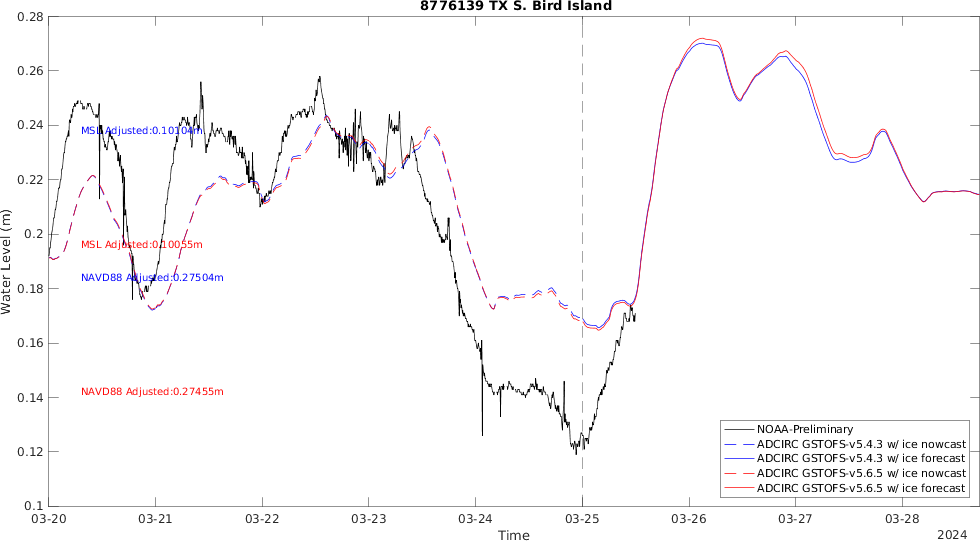 8776139 TX S. Bird Island
0.28
0.26
0.24
0.22
0.2
0.18
0.16
0.14
0.12
0.1
Water Level (m)
MSL Adjusted:0.10104m
MSL Adjusted:0.10055m
NAVD88 Adjusted:0.27504m
NAVD88 Adjusted:0.27455m
NOAA-Preliminary
ADCIRC GSTOFS-v5.4.3 w/ ice nowcast
ADCIRC GSTOFS-v5.4.3 w/ ice forecast
ADCIRC GSTOFS-v5.6.5 w/ ice nowcast
ADCIRC GSTOFS-v5.6.5 w/ ice forecast
03-20 03-21 03-22 03-23 03-24 03-25 03-26 03-27 03-28
Time
2024